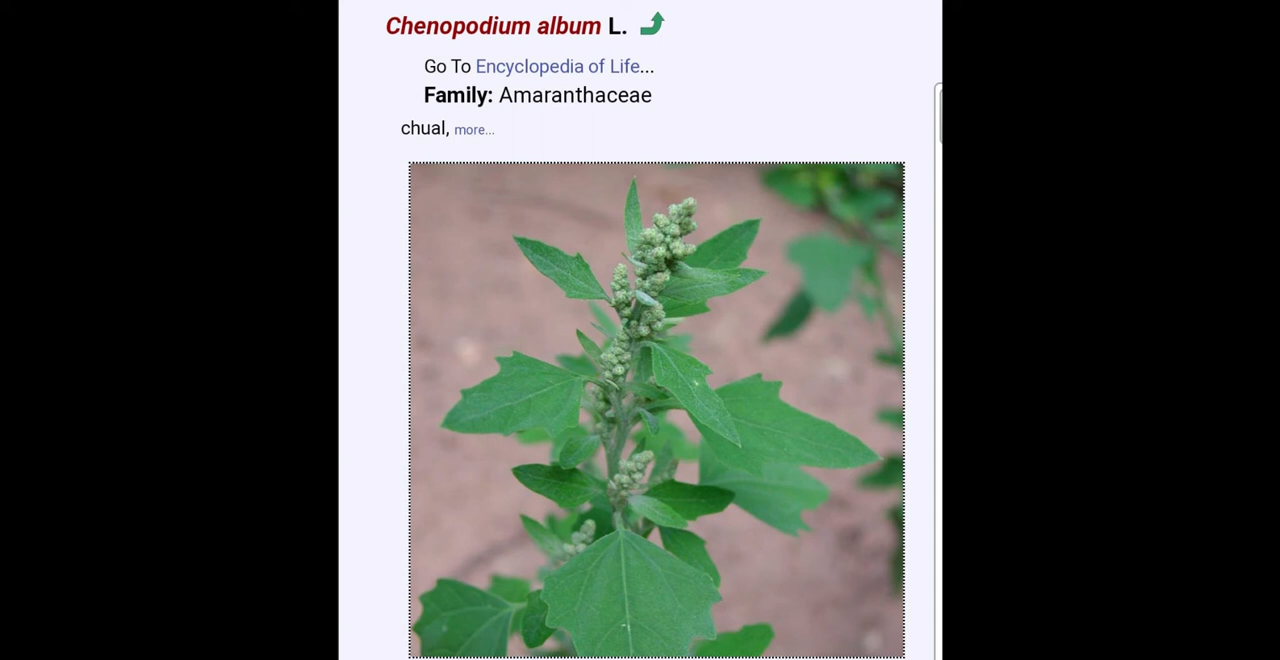 Chenopodium album L.
Go To Encyclopedia of Life...
Family: Amaranthaceae
chual, more...